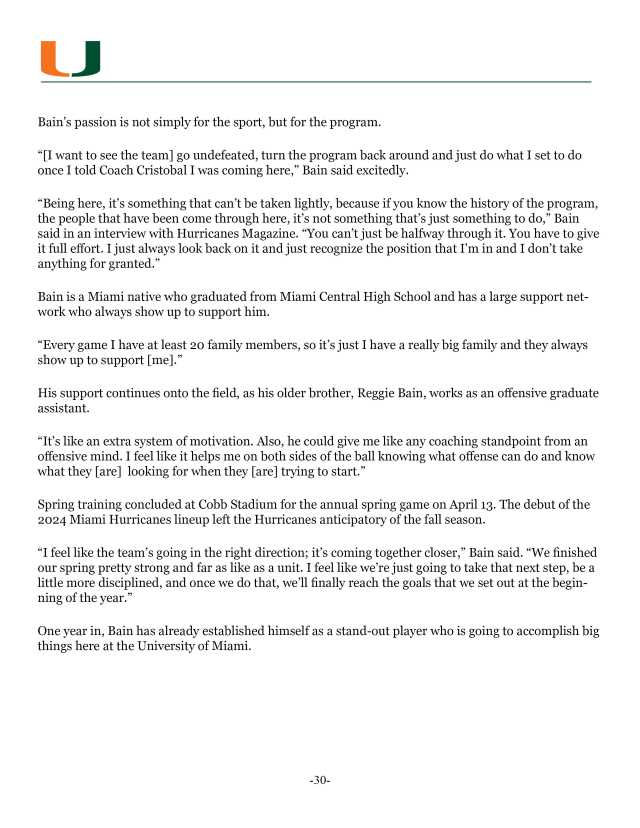 Bain's passion is not simply for the sport, but for the program.
“[I want to see the team] go undefeated, turn the program back around and just do what I set to do
once I told Coach Cristobal I was coming here,” Bain said excitedly.
“Being here, it's something that can't be taken lightly, because if you know the history of the program,
the people that have been come through here, it's not something that's just something to do,” Bain
said in an interview with Hurricanes Magazine. “You can't just be halfway through it. You have to give
it full effort. I just always look back on it and just recognize the position that I'm in and I don't take
anything for granted.”
Bain is a Miami native who graduated from Miami Central High School and has a large support net-
work who always show up to support him.
“Every game I have at least 20 family members, so it's just I have a really big family and they always
show up to support [me].”
His support continues onto the field, as his older brother, Reggie Bain, works as an offensive graduate
assistant.
“It's like an extra system of motivation. Also, he could give me like any coaching standpoint from an
offensive mind. I feel like it helps me on both sides of the ball knowing what offense can do and know
what they [are]  looking for when they [are] trying to start.”
Spring training concluded at Cobb Stadium for the annual spring game on April 13. The debut of the
2024 Miami Hurricanes lineup left the Hurricanes anticipatory of the fall season.
“I feel like the team's going in the right direction; it's coming together closer,” Bain said. “We finished
our spring pretty strong and far as like as a unit. I feel like we're just going to take that next step, be a
little more disciplined, and once we do that, we'll finally reach the goals that we set out at the begin-
ning of the year.”
One year in, Bain has already established himself as a stand-out player who is going to accomplish big
things here at the University of Miami.
-30-